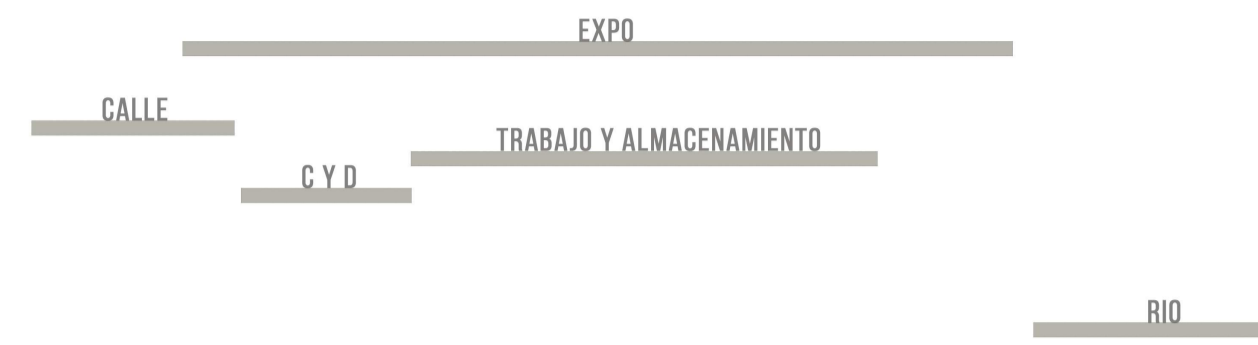 EXPO
CALLE
TRABAJO Y ALMACENAMIENTO
C Y D
RIO